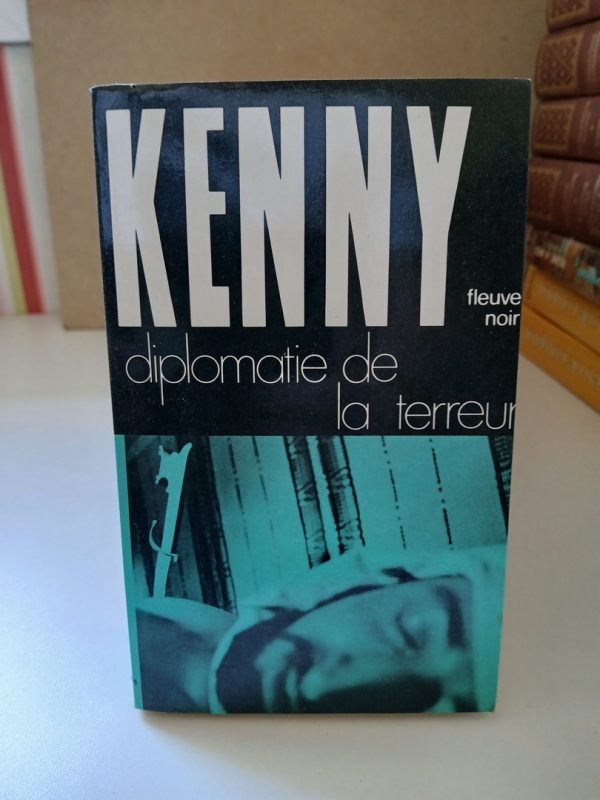 KENNY
fleuve
noir
diplomatie de
la terreur